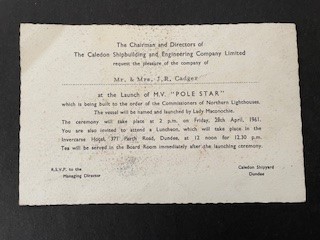 The Chairman and Directors of
The Caledon Shipbuilding and Engineering Company Limited
request the pleasure of the company of
Mr. & Mrs. J.R. Cadger
at the Launch of M.V. "POLE STAR"
which is being built to the order of the Commissioners of Northern Lighthouses.
The vessel will be named and launched by Lady Maconochie.
The ceremony will take place at 2 p.m. on Friday, 28th April, 1961.
You are also invited to attend a Luncheon, which will take place in the
Invercarse Hotel, 371 Perth Road, Dundee, at 12 noon for 12.30 p.m.
Tea will be served in the Board Room immediately after the launching ceremony.
R.S.V.P. to the
Managing Director
Caledon Shipyard
Dundee